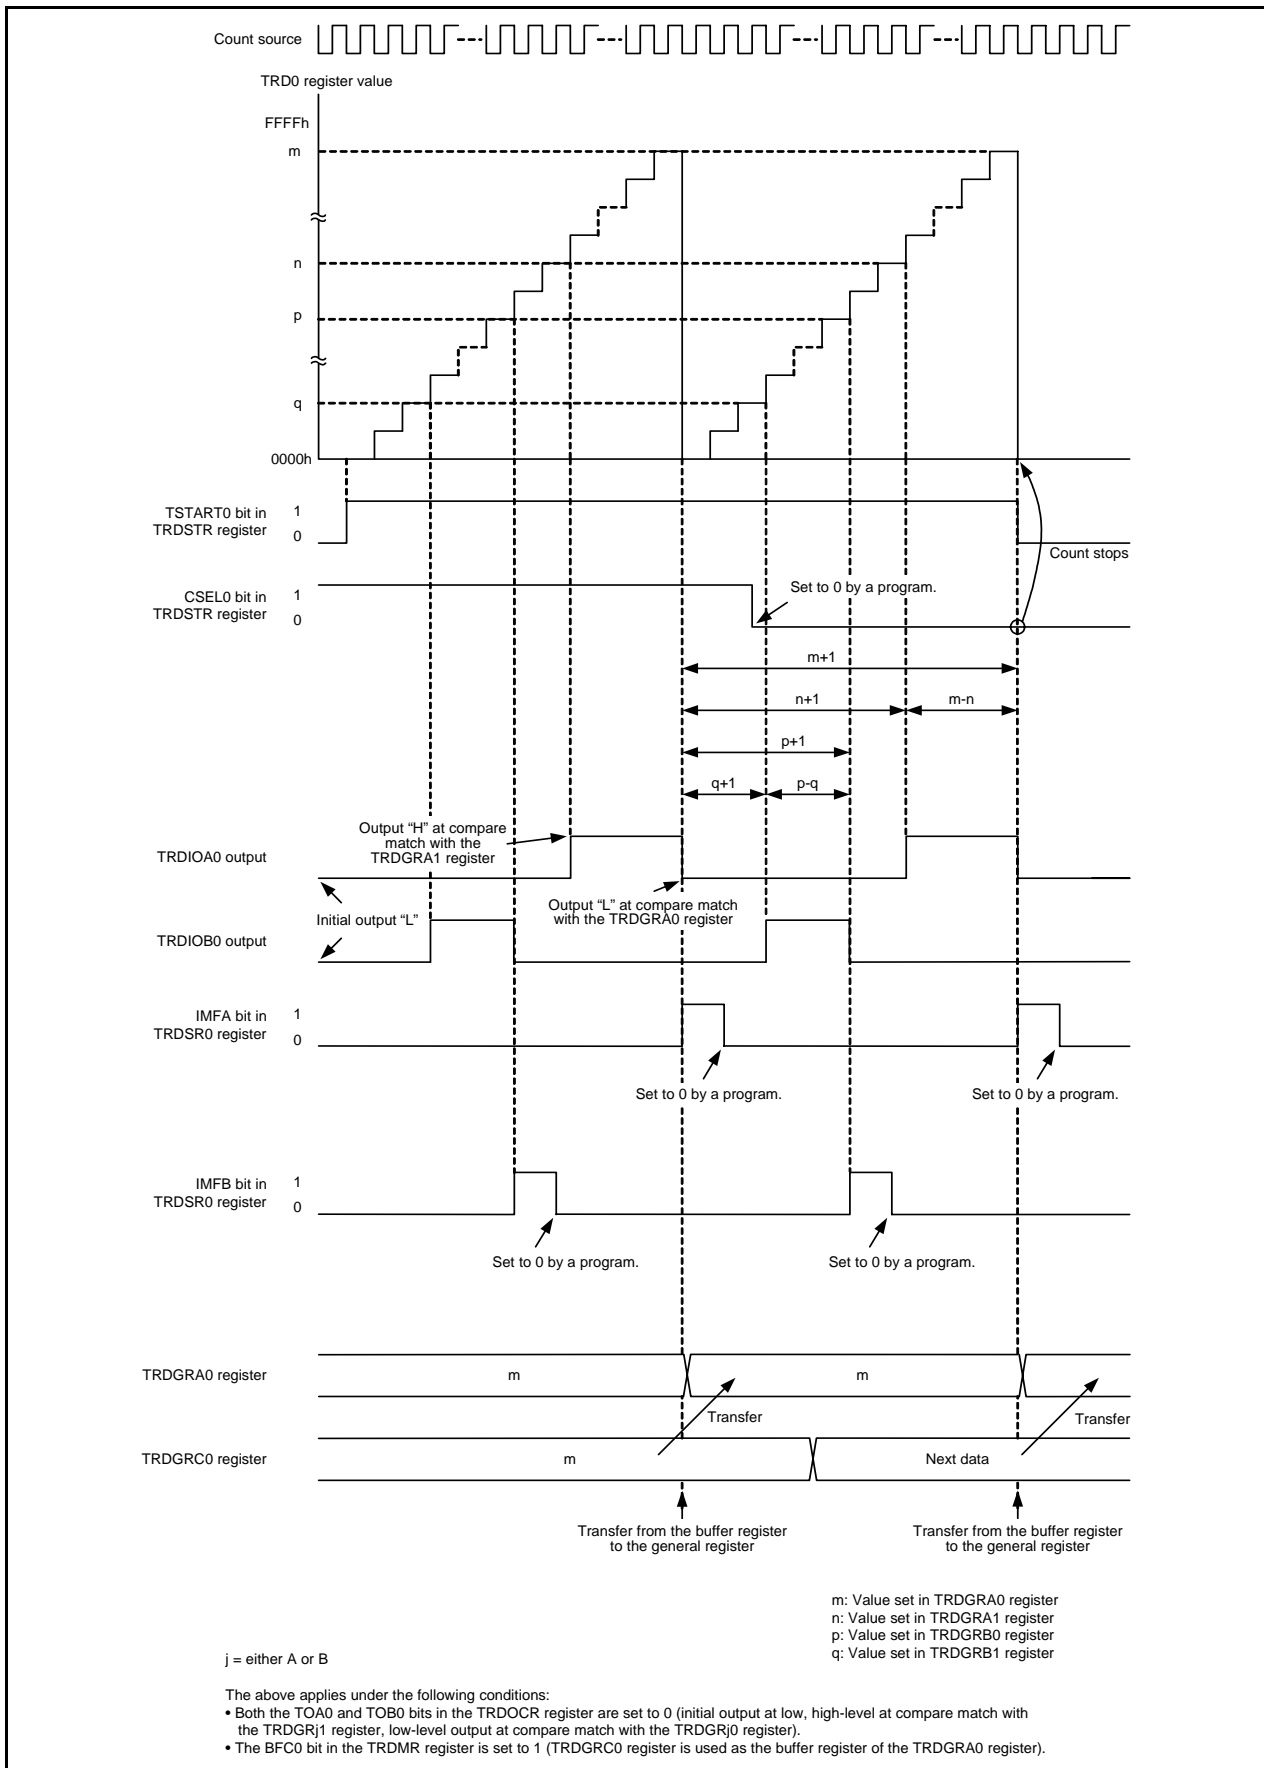 Count source
TRD0 register value
FFFFh
m
n
p
q
0000h
TSTART0 bit in
TRDSTR register
1
0
Count stops
CSEL0 bit in
TRDSTR register
1
0
Set to 0 by a program.
m+1
n+1
m-n
p+1
q+1
p-q
Output “H” at compare
match with the
TRDGRA1 register
TRDIOA0 output
Output “L” at compare match
with the TRDGRA0 register
Initial output “L”
TRDIOB0 output
IMFA bit in
TRDSR0 register
1
0
Set to 0 by a program.
Set to 0 by a program.
IMFB bit in
TRDSR0 register
1
0
Set to 0 by a program.
Set to 0 by a program.
TRDGRA0 register
m
m
Transfer
Transfer
TRDGRC0 register
m
Next data
Transfer from the buffer register
to the general register
Transfer from the buffer register
to the general register
m: Value set in TRDGRA0 register
n: Value set in TRDGRA1 register
p: Value set in TRDGRB0 register
q: Value set in TRDGRB1 register
j = either A or B
The above applies under the following conditions:
• Both the TOA0 and TOB0 bits in the TRDOCR register are set to 0 (initial output at low, high-level at compare match with
the TRDGRj1 register, low-level output at compare match with the TRDGRj0 register).
• The BFC0 bit in the TRDMR register is set to 1 (TRDGRC0 register is used as the buffer register of the TRDGRA0 register).